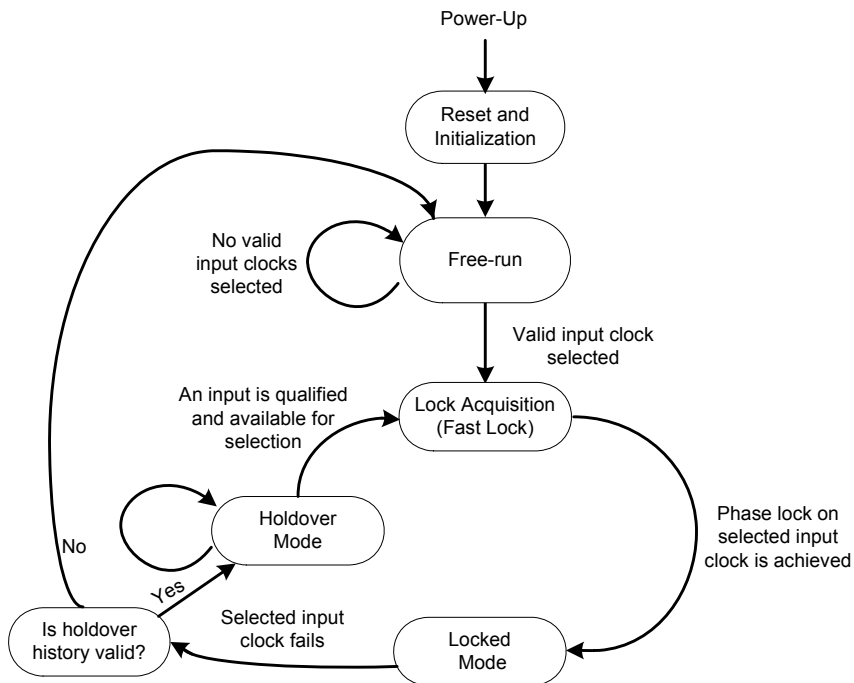 Power-Up
Reset and
Initialization
No valid
input clocks
selected
Free-run
Valid input clock
selected
An input is qualified
and available for
selection
Lock Acquisition
(Fast Lock)
Holdover
Mode
Phase lock on
selected input
clock is achieved
No
Yes
Is holdover
history valid?
Selected input
clock fails
Locked
Mode